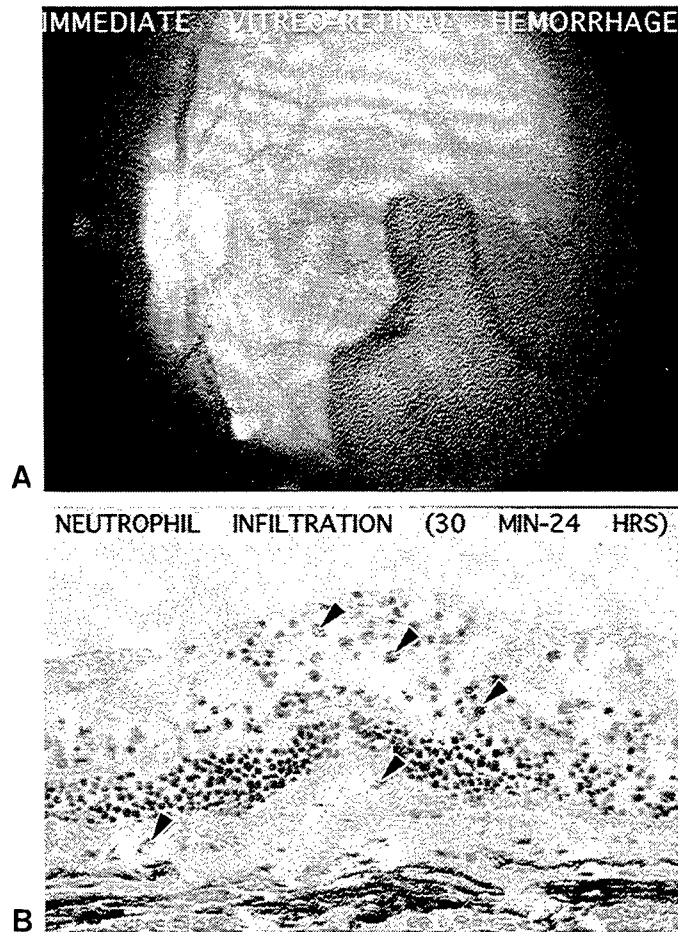 IMMEDIATE VITREO-RETINAL HEMORRHAGE
A
NEUTROPHIL INFILTRATION (30 MIN-24 HRS)
B